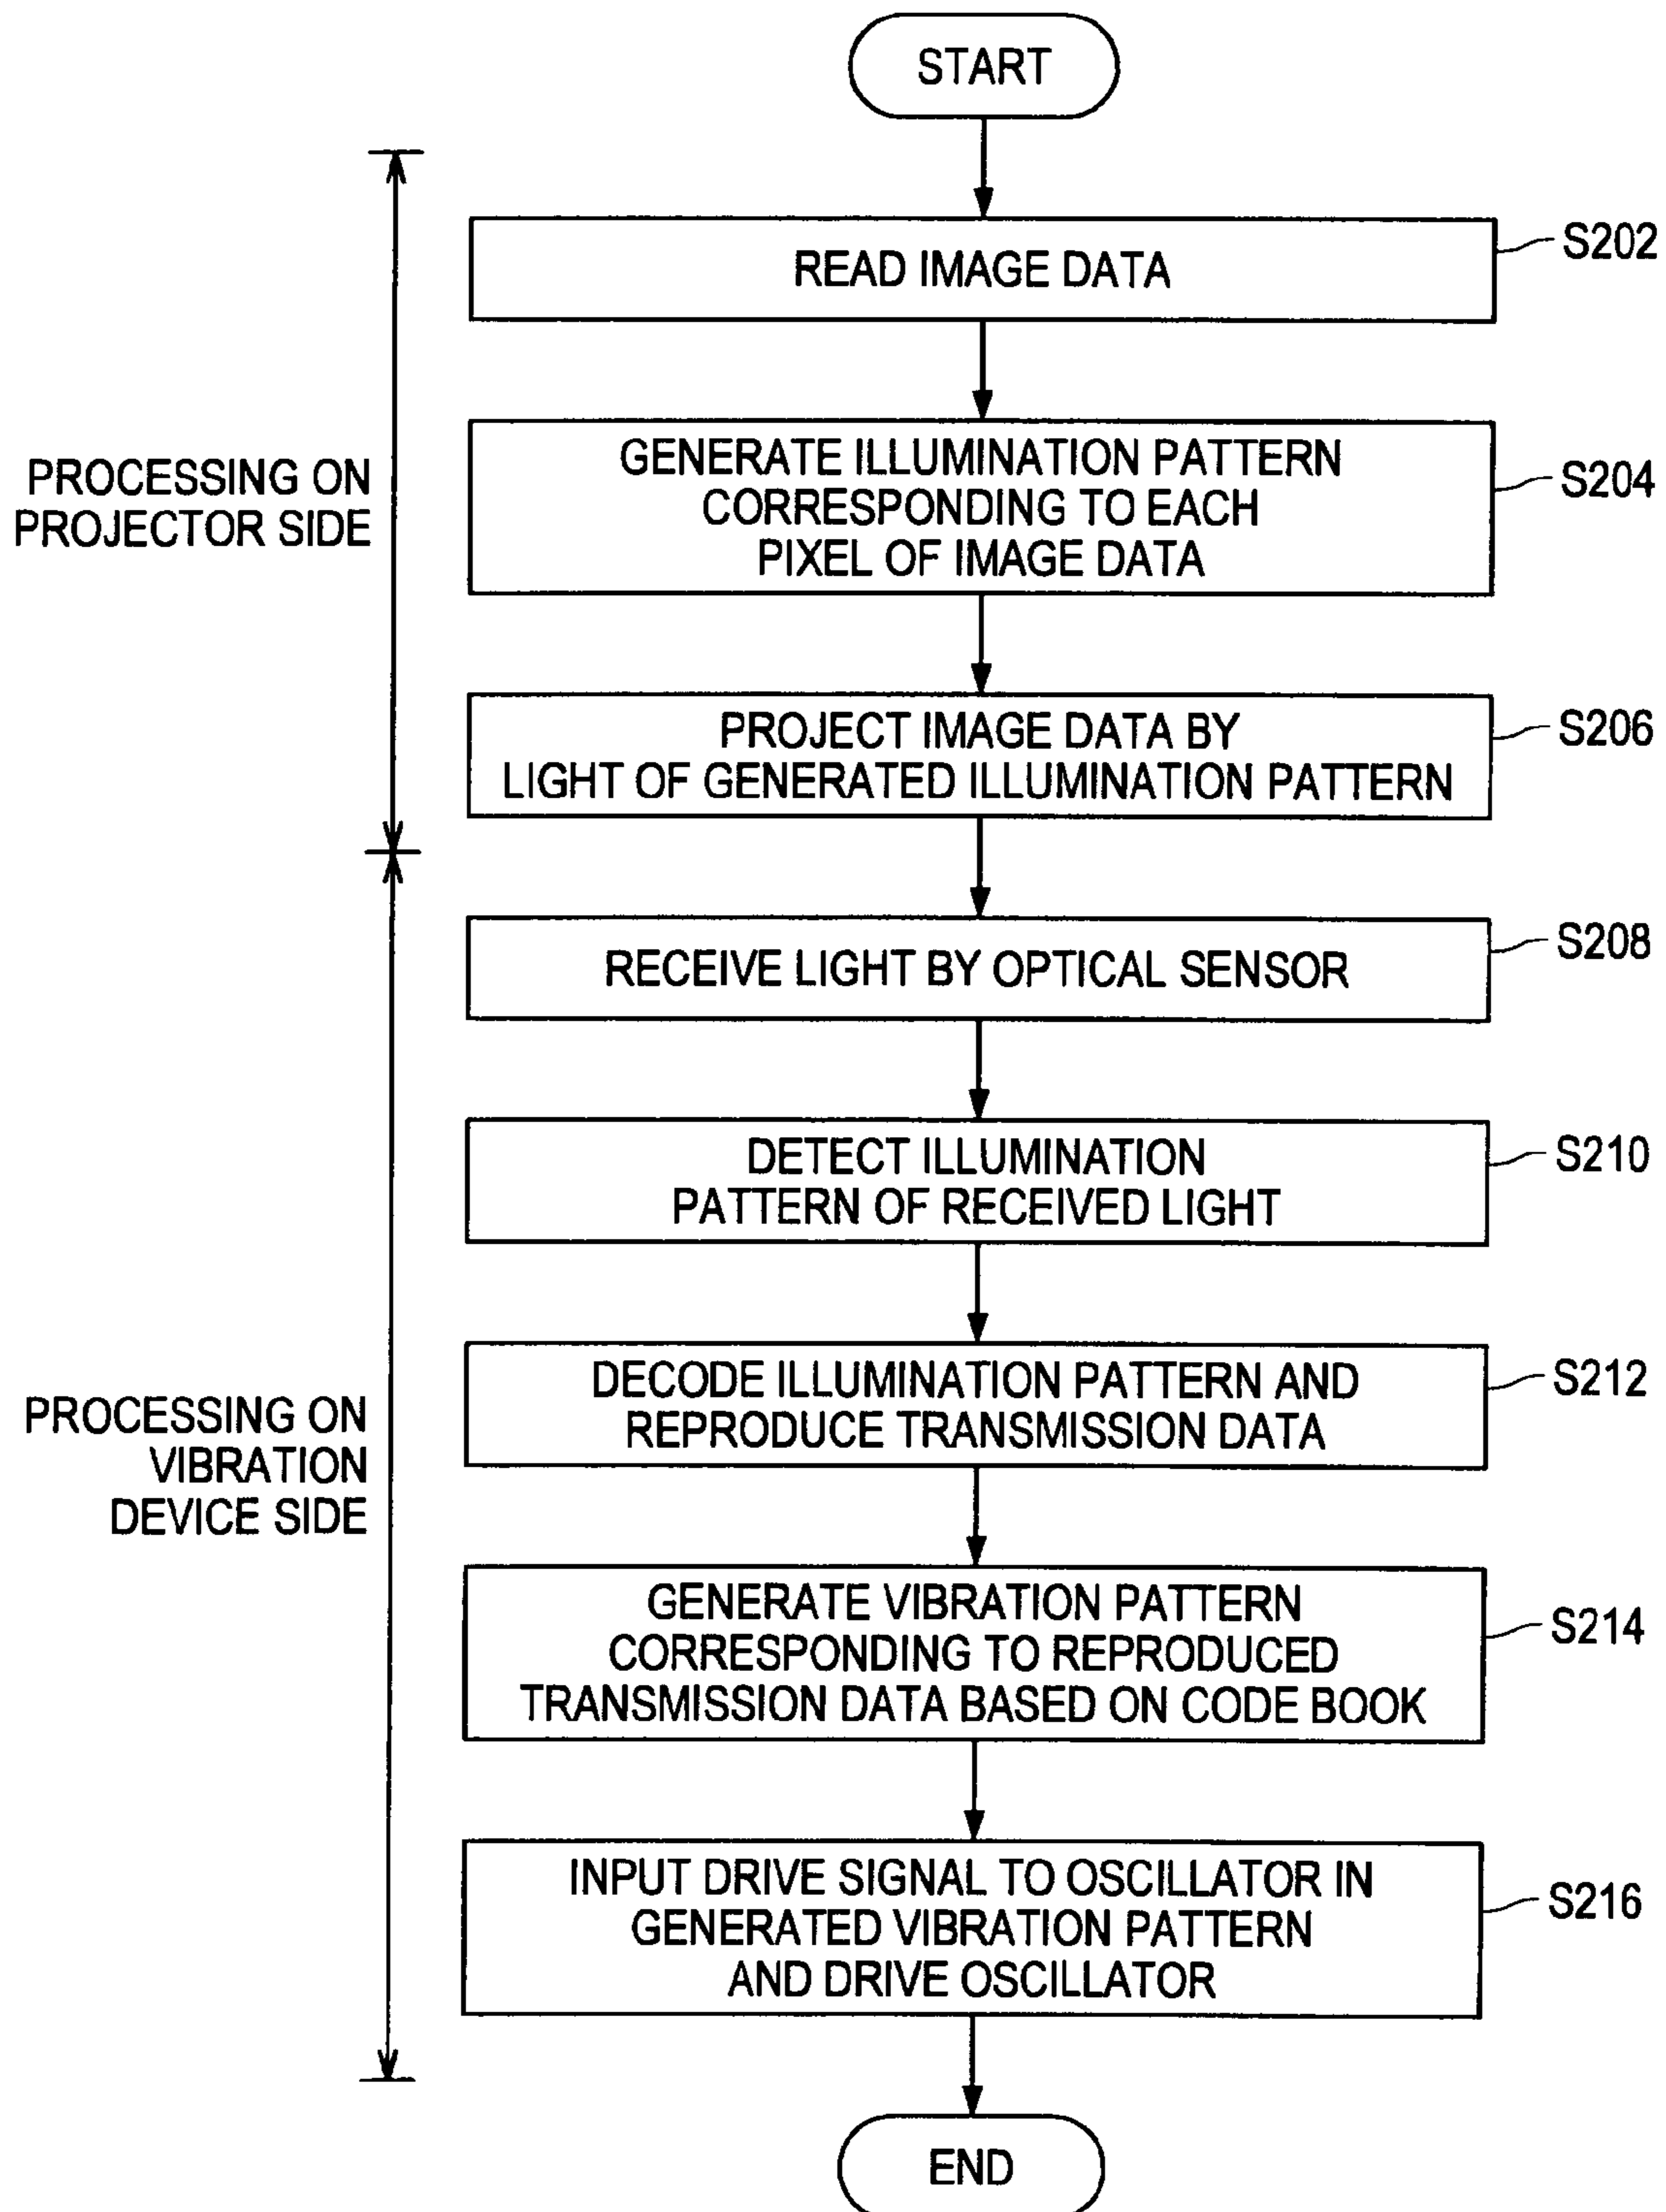 START
READ IMAGE DATA
S202
GENERATE ILLUMINATION PATTERN
CORRESPONDING TO EACH
PIXEL OF IMAGE DATA
S204
PROCESSING ON
PROJECTOR SIDE
PROJECT IMAGE DATA BY
LIGHT OF GENERATED ILLUMINATION PATTERN
S206
RECEIVE LIGHT BY OPTICAL SENSOR
S208
DETECT ILLUMINATION
PATTERN OF RECEIVED LIGHT
S210
DECODE ILLUMINATION PATTERN AND
REPRODUCE TRANSMISSION DATA
S212
PROCESSING ON
VIBRATION
DEVICE SIDE
GENERATE VIBRATION PATTERN
CORRESPONDING TO REPRODUCED
TRANSMISSION DATA BASED ON CODE BOOK
S214
INPUT DRIVE SIGNAL TO OSCILLATOR IN
GENERATED VIBRATION PATTERN
AND DRIVE OSCILLATOR
S216
END